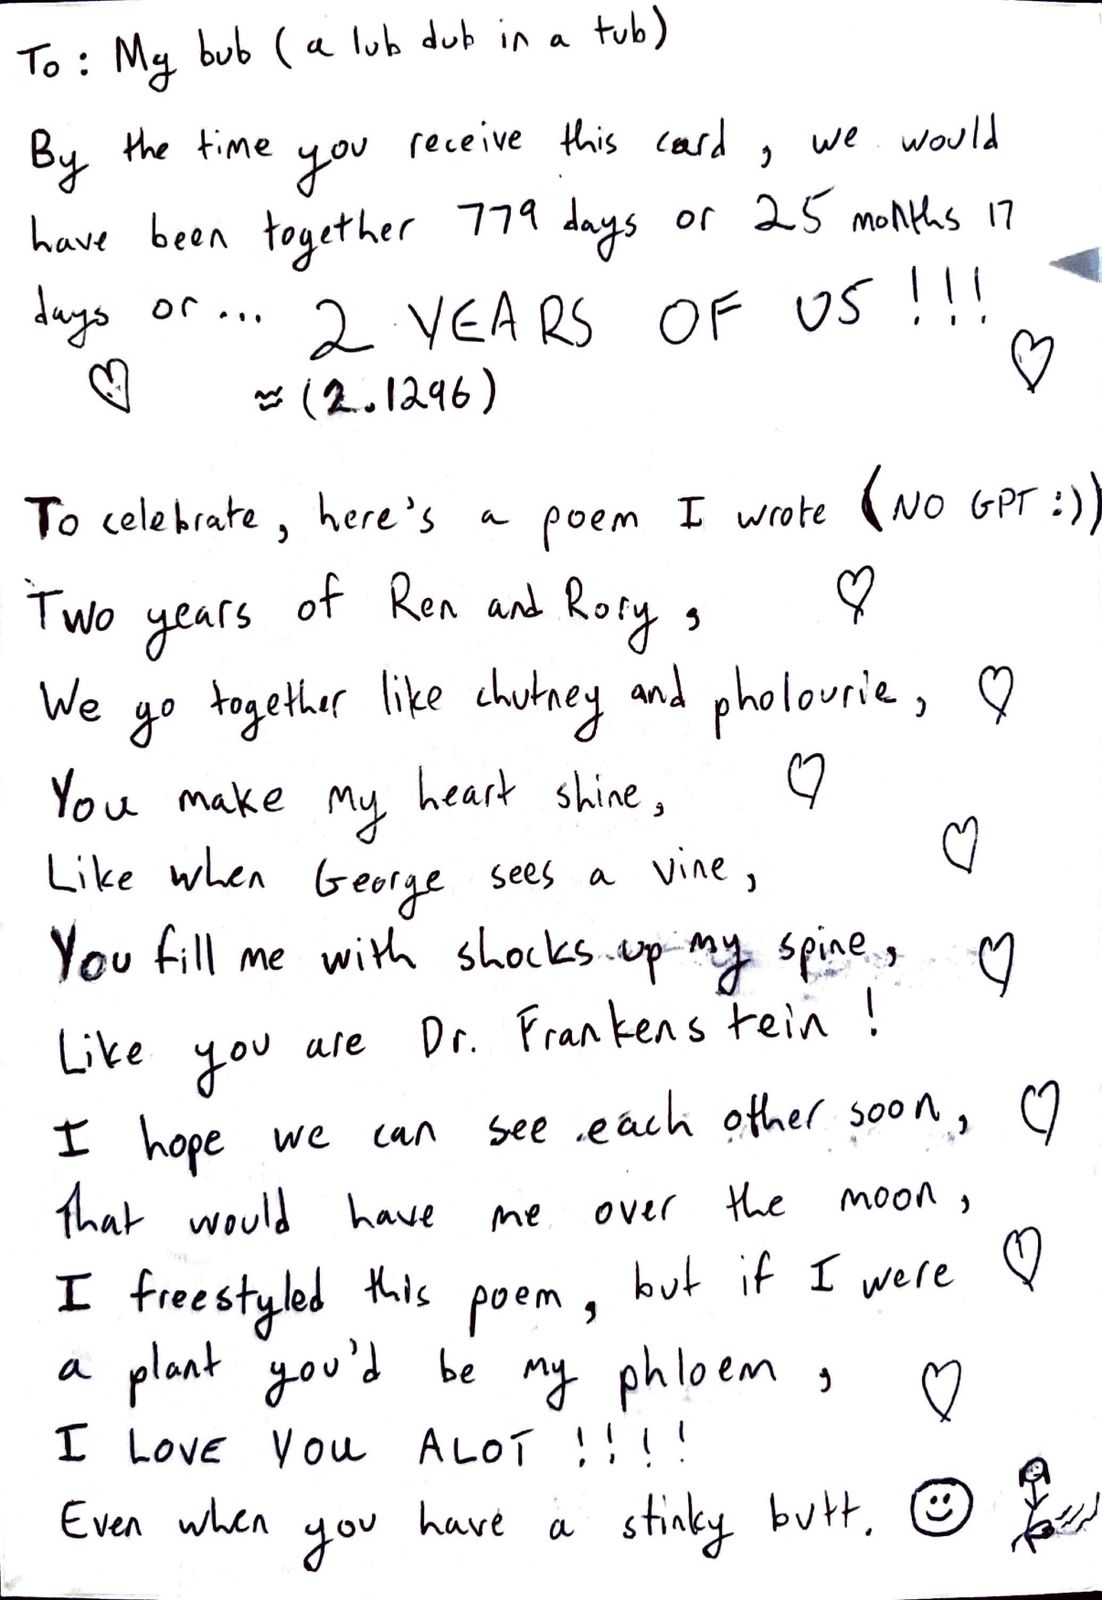 To: My bub (a lub dub in a tub)
By the time you receive this card, we would
have been together 779 days or 25 months 17
days or... 2 YEARS OF US!!!
≈(2.1296)
To celebrate, here's a poem I wrote (NO GPT :))
Two years of Ren and Rory,
We go together like chutney and pholourie,
You make my heart shine,
Like when George sees a vine,
You fill me with shocks up my spine,
Like you are Dr. Frankenstein!
I hope we can see each other soon,
That would have me over the moon,
I freestyled this poem, but if I were
a plant you'd be my phloem,
I LOVE YOU ALOT!!!!
Even when you have a stinky butt.